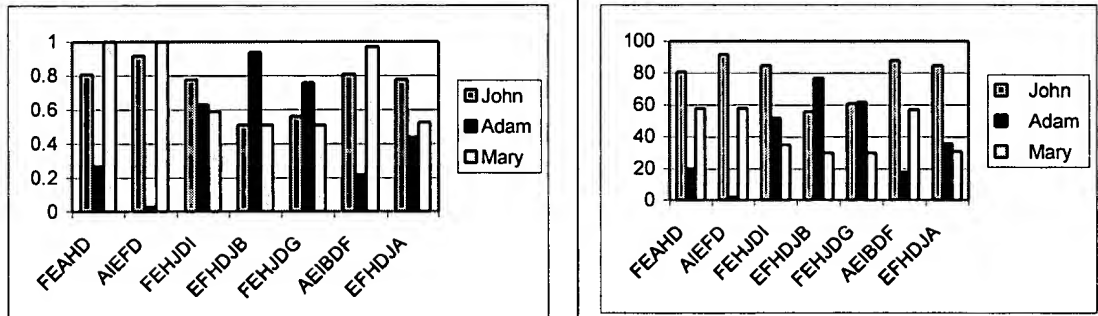 1
0.8
0.6
0.4
0.2
0
FEAHD
AIEFD
FEHJDI
EFHDJB
FEHJDG
AEIBDF
EFHDJA
John
Adam
Mary
100
80
60
40
20
0
FEAHD
AIEFD
FEHJDI
EFHDJB
FEHJDG
AEIBDF
EFHDJA
John
Adam
Mary